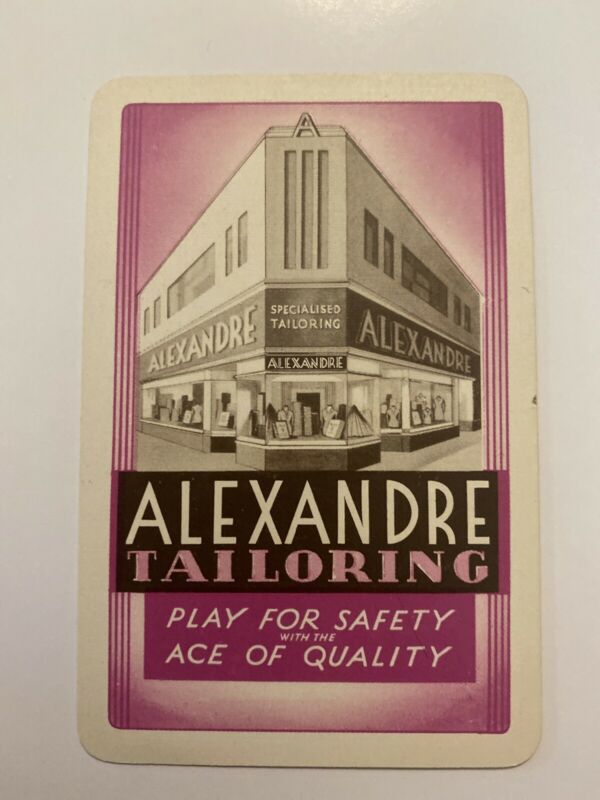 A
SPECIALISED
TAILORING
ALEXANDRE
ALEXANDRE
ALEXANDRE
ALEXANDRE
TAILORING
PLAY FOR SAFETY
WITH THE
ACE OF QUALITY